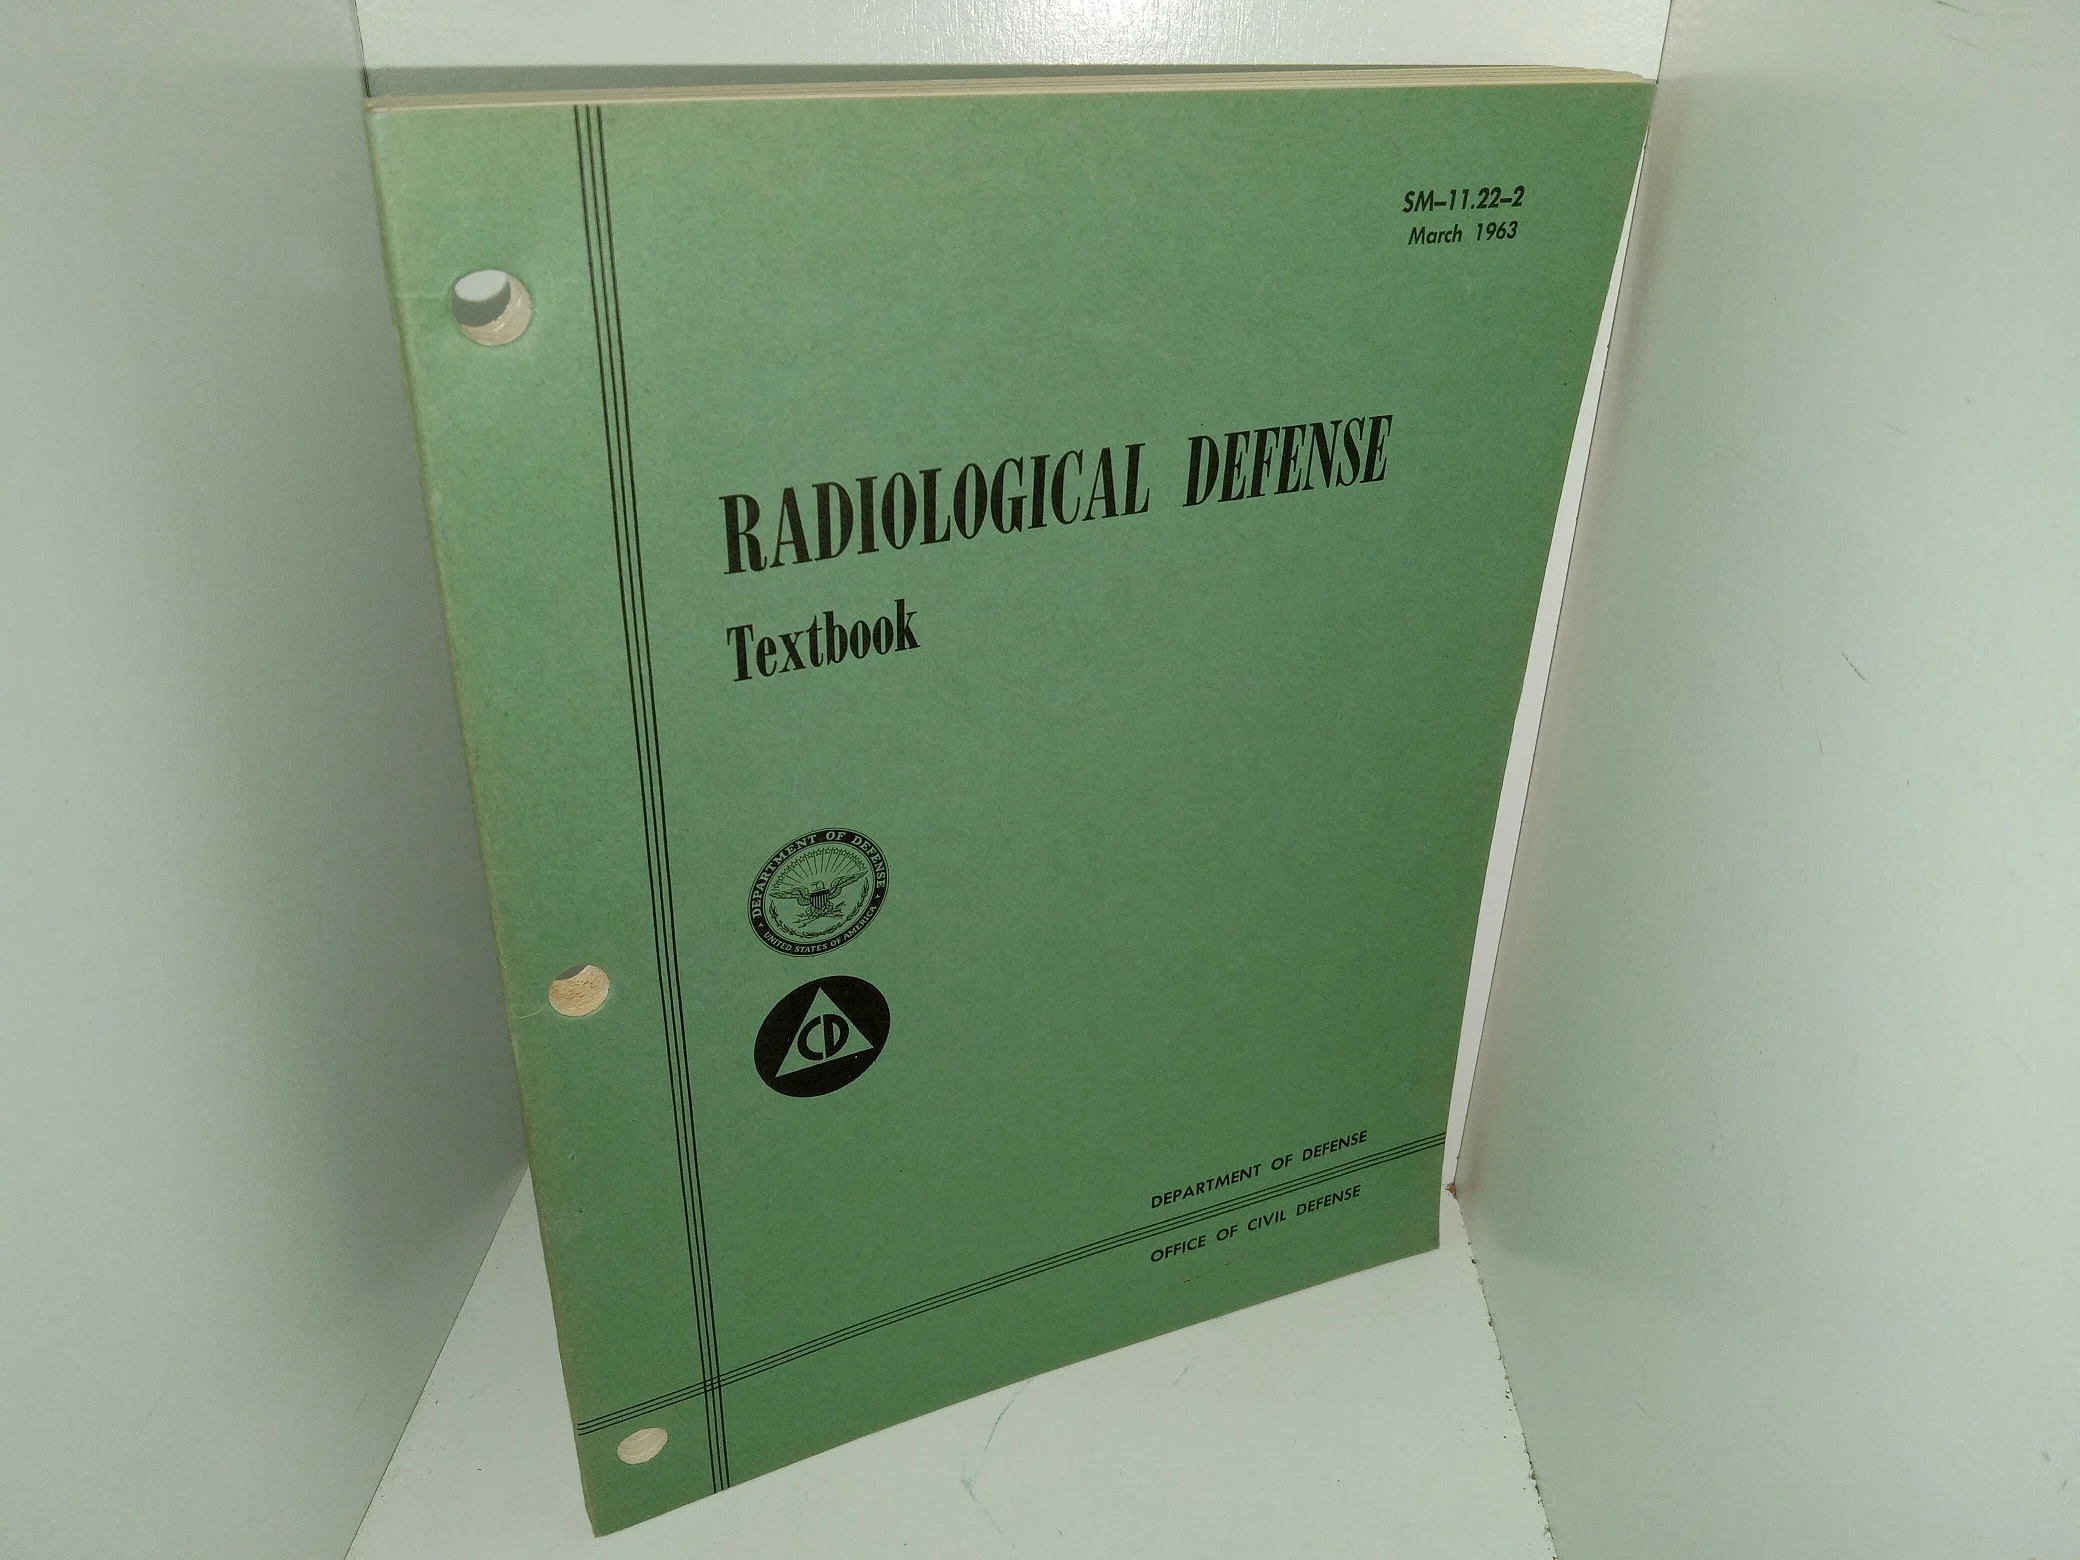 SM–11.22–2
March 1963
RADIOLOGICAL DEFENSE
Textbook
DEPARTMENT OF DEFENSE
UNITED STATES OF AMERICA
CD
DEPARTMENT OF DEFENSE
OFFICE OF CIVIL DEFENSE